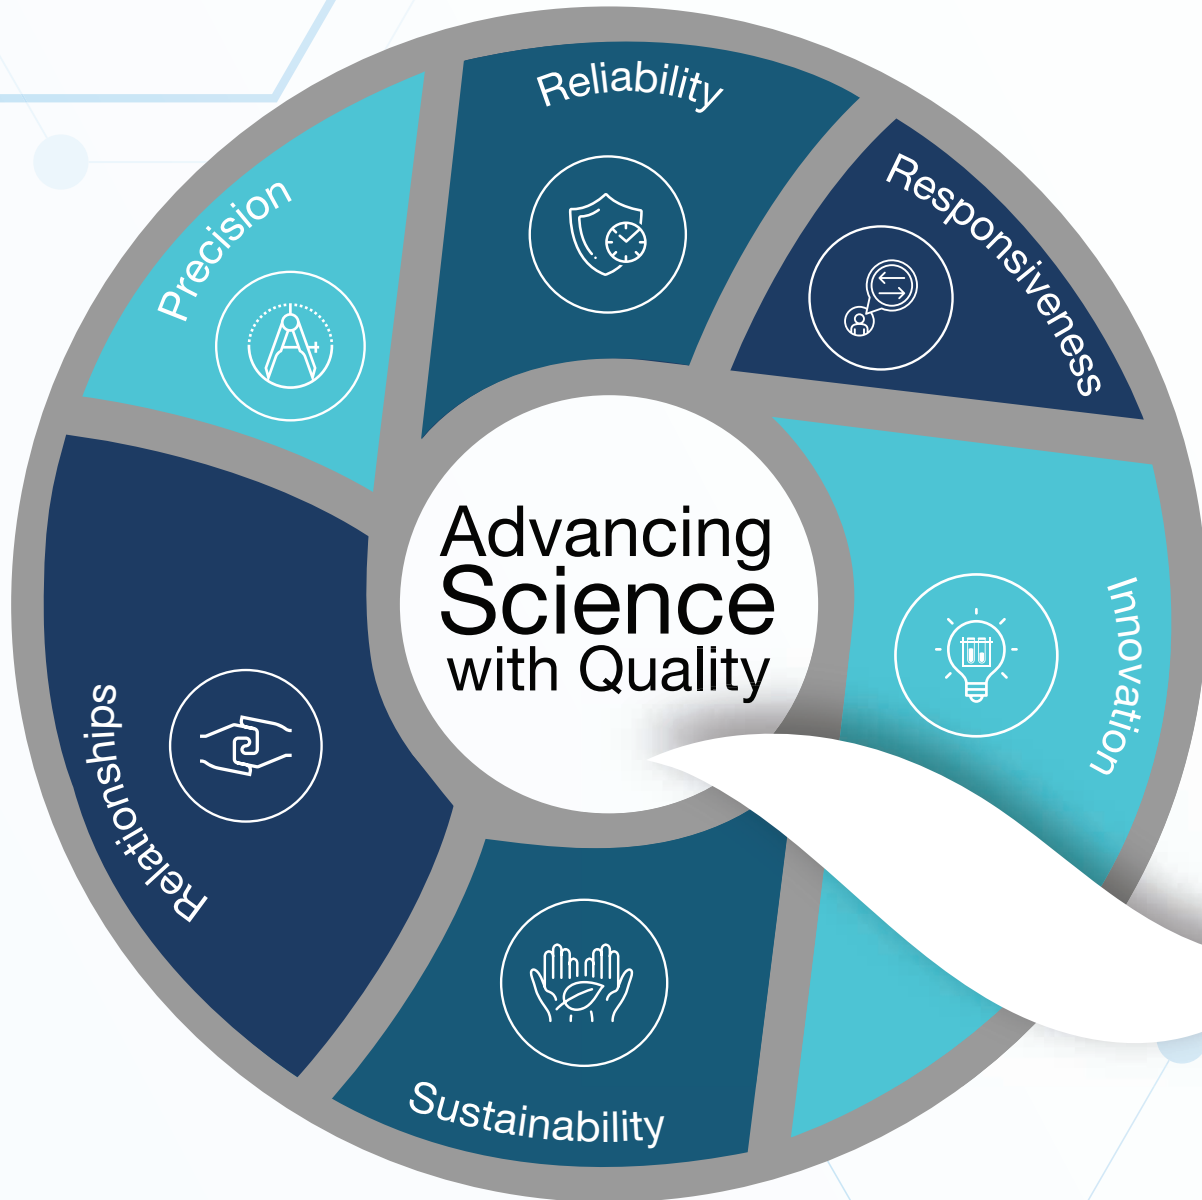 Advancing
Science
with Quality
Reliability
Responsiveness
Innovation
Sustainability
Relationships
Precision